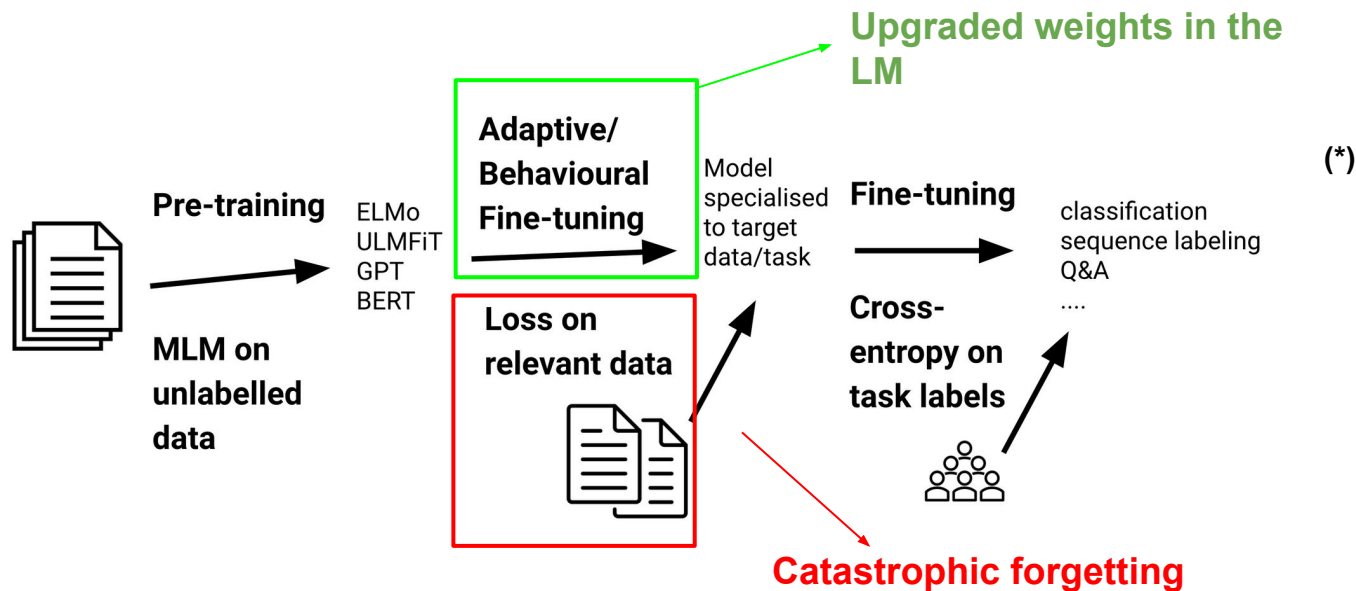 Upgraded weights in the
LM
(*)
Pre-training
MLM on
unlabelled
data
ELMo
ULMFiT
GPT
BERT
Adaptive/
Behavioural
Fine-tuning
Loss on
relevant data
Model
specialised
to target
data/task
Fine-tuning
Cross-
entropy on
task labels
classification
sequence labeling
Q&A
....
Catastrophic forgetting